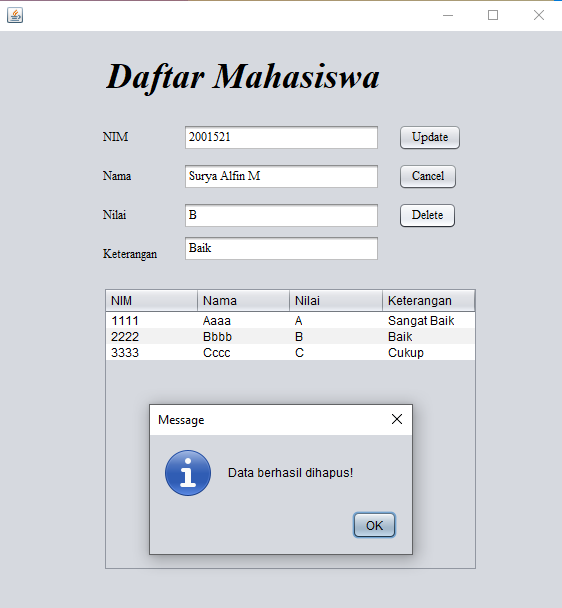 Daftar Mahasiswa
NIM 2001521 Update
Nama Surya Alfin M Cancel
Nilai B Delete
Keterangan Baik
NIM Nama Nilai Keterangan
1111 Aaaa A Sangat Baik
2222 Bbbb B Baik
3333 Cccc C Cukup
Message
Data berhasil dihapus!
OK